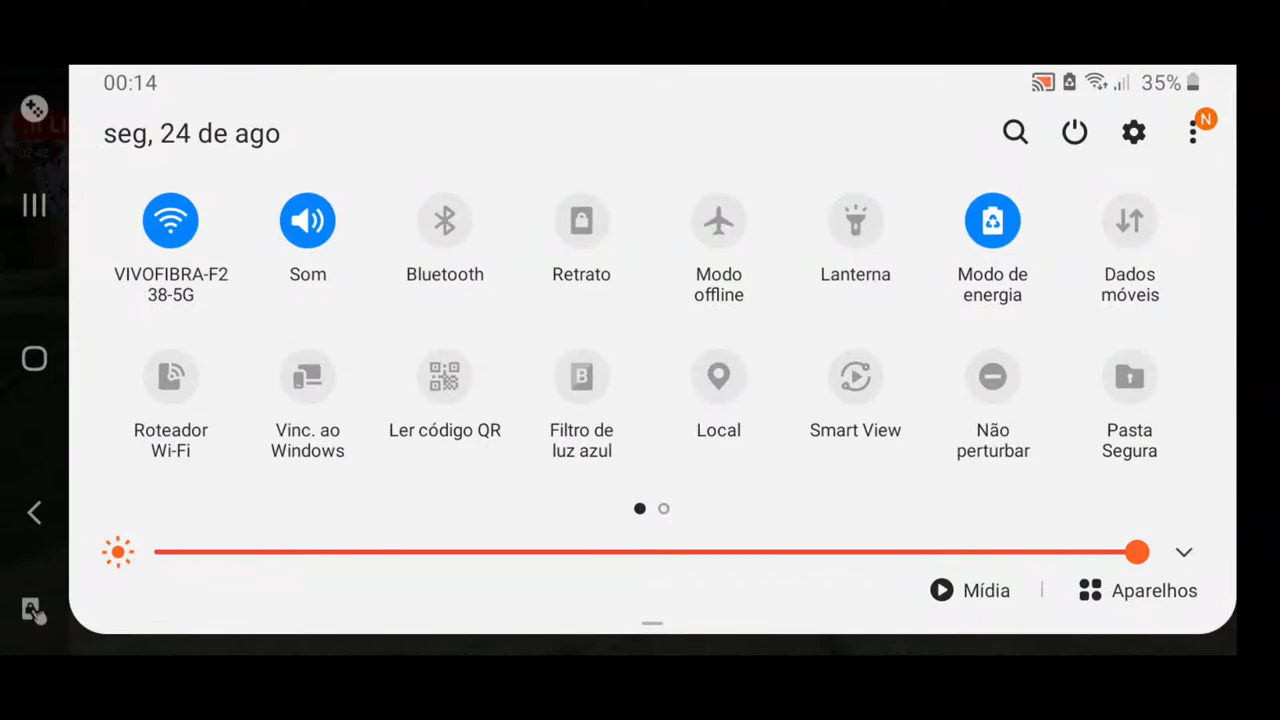 00:14
35%
seg, 24 de ago
N
VIVOFIBRA-F2
38-5G
Som
Bluetooth
Retrato
Modo
offline
Lanterna
Modo de
energia
Dados
móveis
Roteador
Wi-Fi
Vinc. ao
Windows
Ler código QR
B
Filtro de
luz azul
Local
Smart View
Não
perturbar
Pasta
Segura
Mídia
Aparelhos